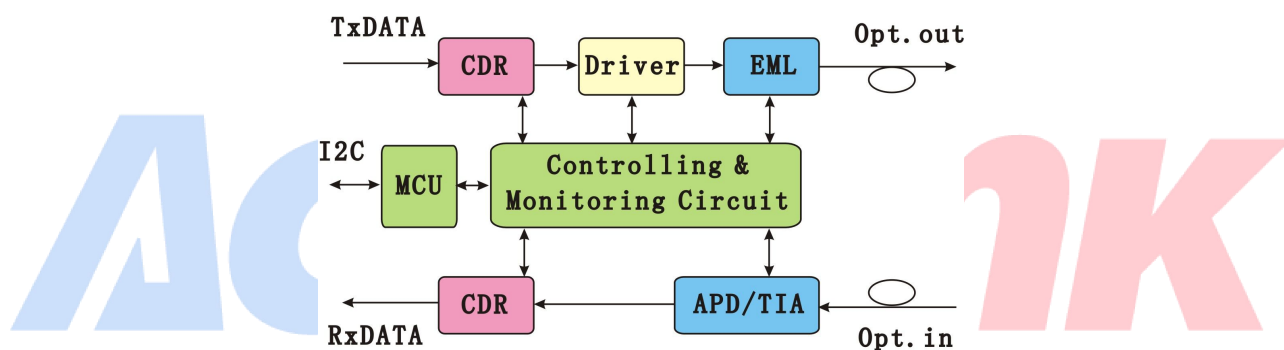 TxDATA
Opt.out
CDR
Driver
EML
I2C
MCU
Controlling &
Monitoring Circuit
CDR
APD/TIA
RxDATA
Opt.in